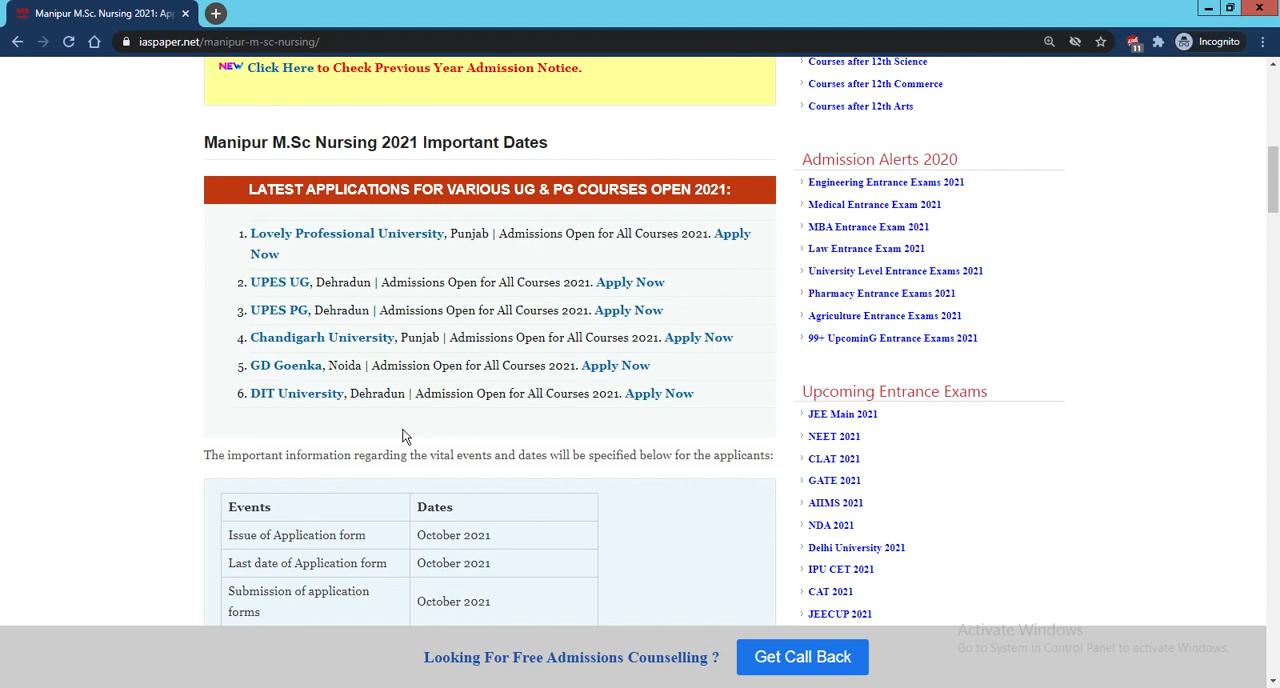 Manipur M.Sc. Nursing 2021: Ap
iaspaper.net/manipur-m-sc-nursing/
11
Incognito
NEW Click Here to Check Previous Year Admission Notice.
Manipur M.Sc Nursing 2021 Important Dates
LATEST APPLICATIONS FOR VARIOUS UG & PG COURSES OPEN 2021:
1. Lovely Professional University, Punjab | Admissions Open for All Courses 2021. Apply
Now
2. UPES UG, Dehradun | Admissions Open for All Courses 2021. Apply Now
3. UPES PG, Dehradun | Admissions Open for All Courses 2021. Apply Now
4. Chandigarh University, Punjab | Admissions Open for All Courses 2021. Apply Now
5. GD Goenka, Noida | Admission Open for All Courses 2021. Apply Now
6. DIT University, Dehradun | Admission Open for All Courses 2021. Apply Now
The important information regarding the vital events and dates will be specified below for the applicants:
Events Dates
Issue of Application form October 2021
Last date of Application form October 2021
Submission of application
forms October 2021
Courses after 12th Science
Courses after 12th Commerce
Courses after 12th Arts
Admission Alerts 2020
Engineering Entrance Exams 2021
Medical Entrance Exam 2021
MBA Entrance Exam 2021
Law Entrance Exam 2021
University Level Entrance Exams 2021
Pharmacy Entrance Exams 2021
Agriculture Entrance Exams 2021
99+ UpcominG Entrance Exams 2021
Upcoming Entrance Exams
JEE Main 2021
NEET 2021
CLAT 2021
GATE 2021
AIIMS 2021
NDA 2021
Delhi University 2021
IPU CET 2021
CAT 2021
JEECUP 2021
Looking For Free Admissions Counselling ?
Get Call Back
Activate Windows
Go to System in Control Panel to activate Windows.